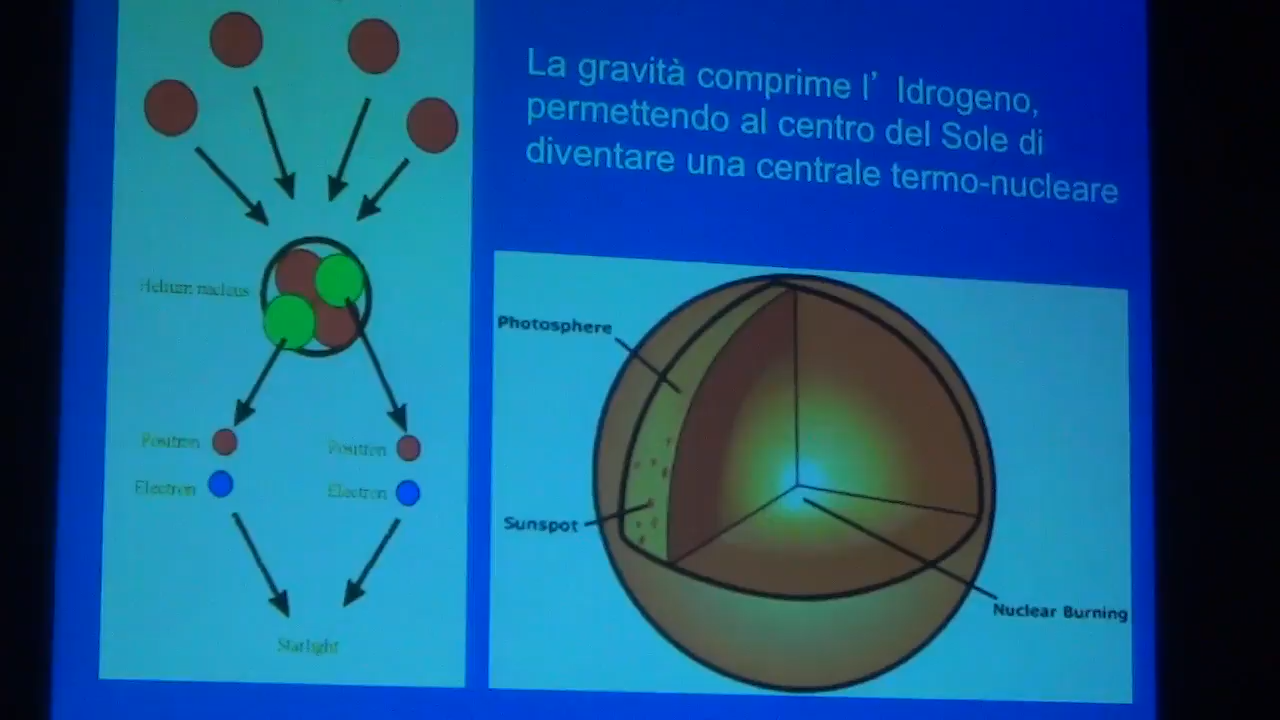 La gravità comprime l’ Idrogeno,
permettendo al centro del Sole di
diventare una centrale termo-nucleare
Helium nucleus
Positron
Positron
Electron
Electron
Starlight
Photosphere
Sunspot
Nuclear Burning